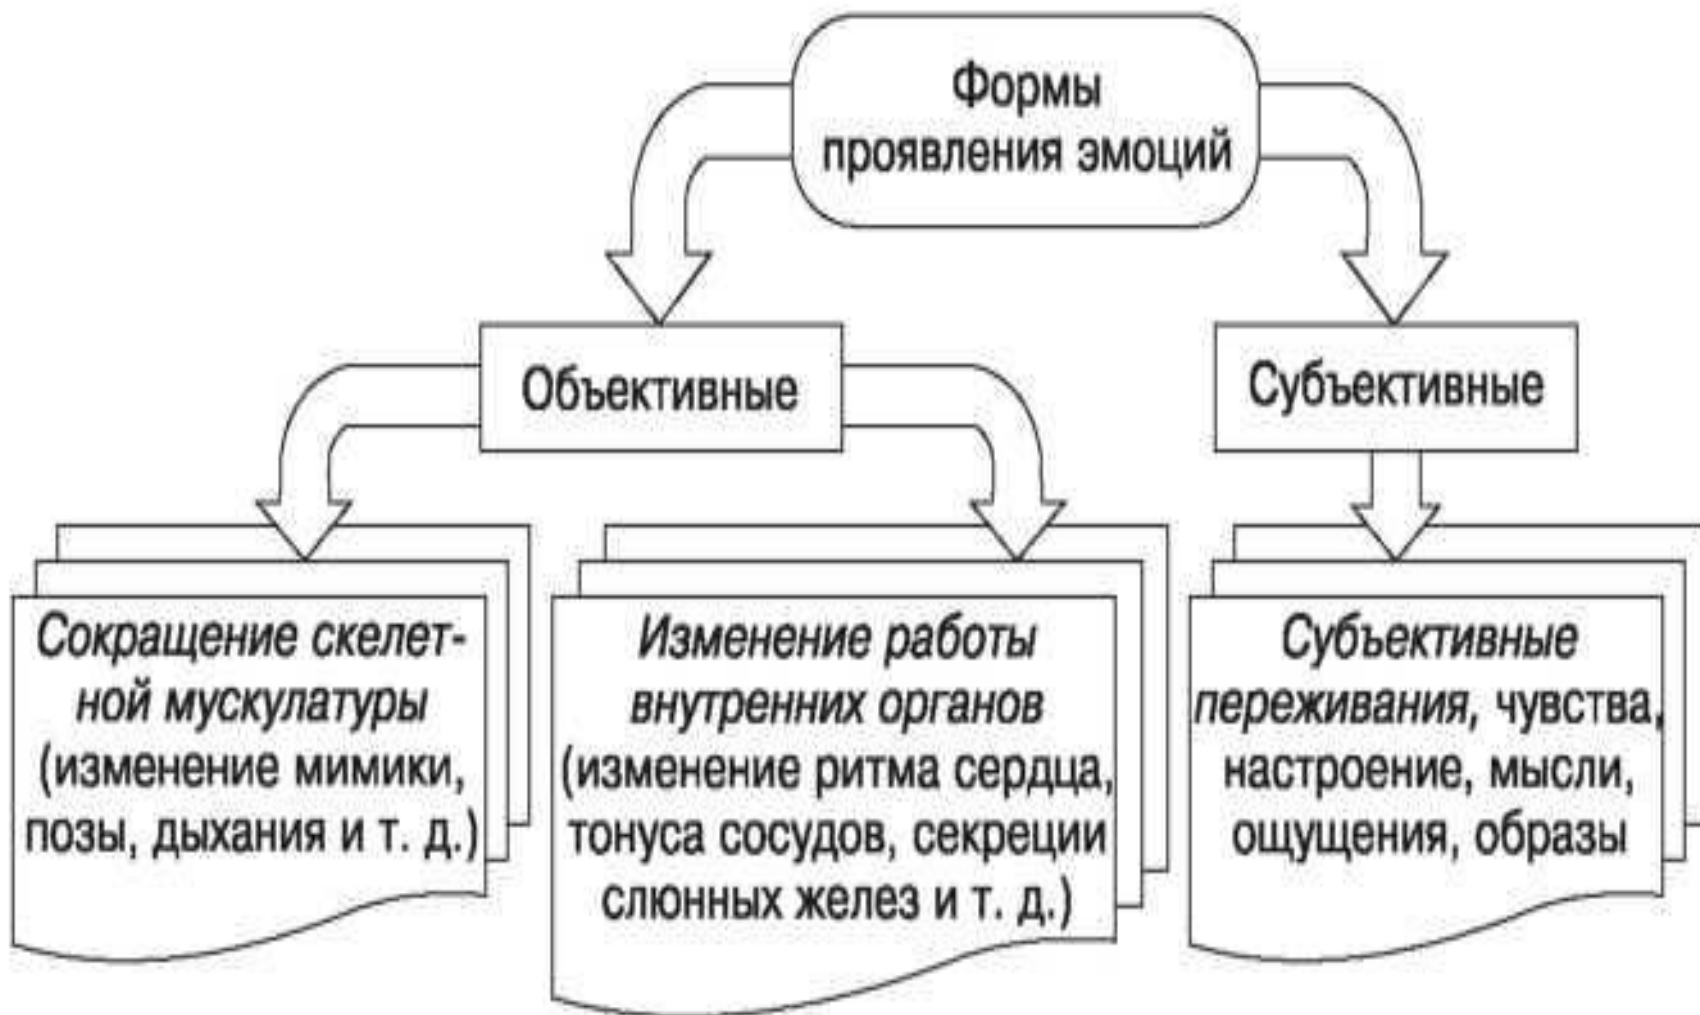 Формы
проявления эмоций
Объективные
Субъективные
Сокращение скелет-
ной мускулатуры
(изменение мимики,
позы, дыхания и т. д.)
Изменение работы
внутренних органов
(изменение ритма сердца,
тонуса сосудов, секреции
слюнных желез и т. д.)
Субъективные
переживания, чувства,
настроение, мысли,
ощущения, образы